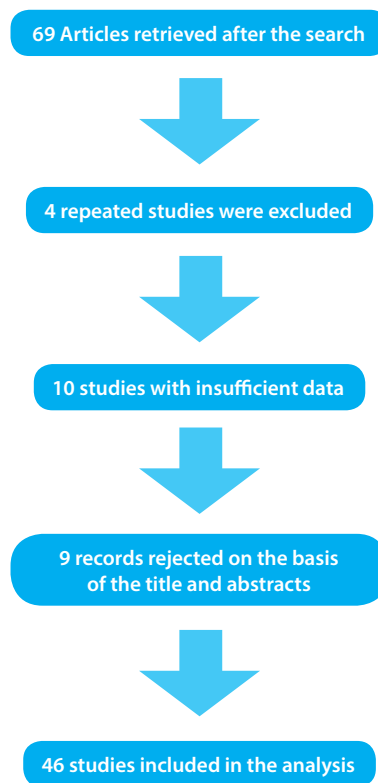 69 Articles retrieved after the search
4 repeated studies were excluded
10 studies with insufficient data
9 records rejected on the basis
of the title and abstracts
46 studies included in the analysis